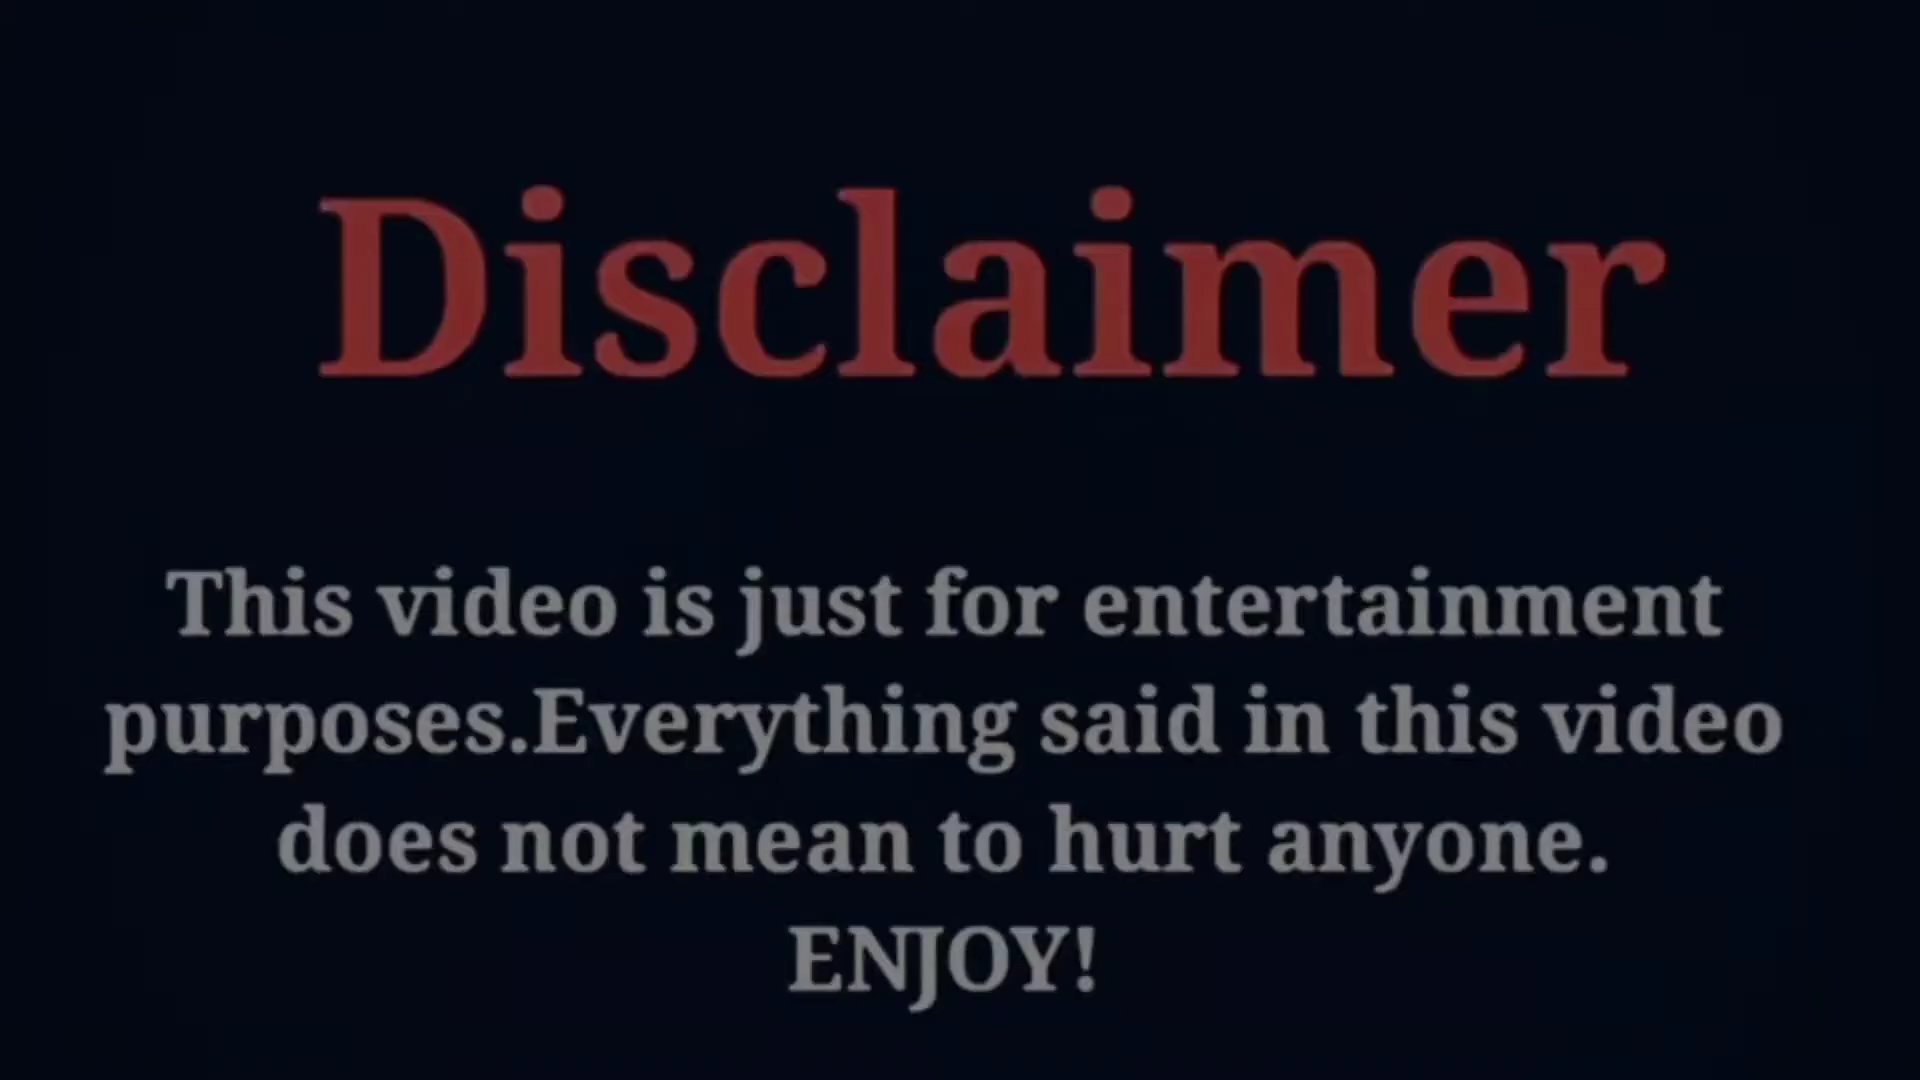 Disclaimer
This video is just for entertainment
purposes.Everything said in this video
does not mean to hurt anyone.
ENJOY!